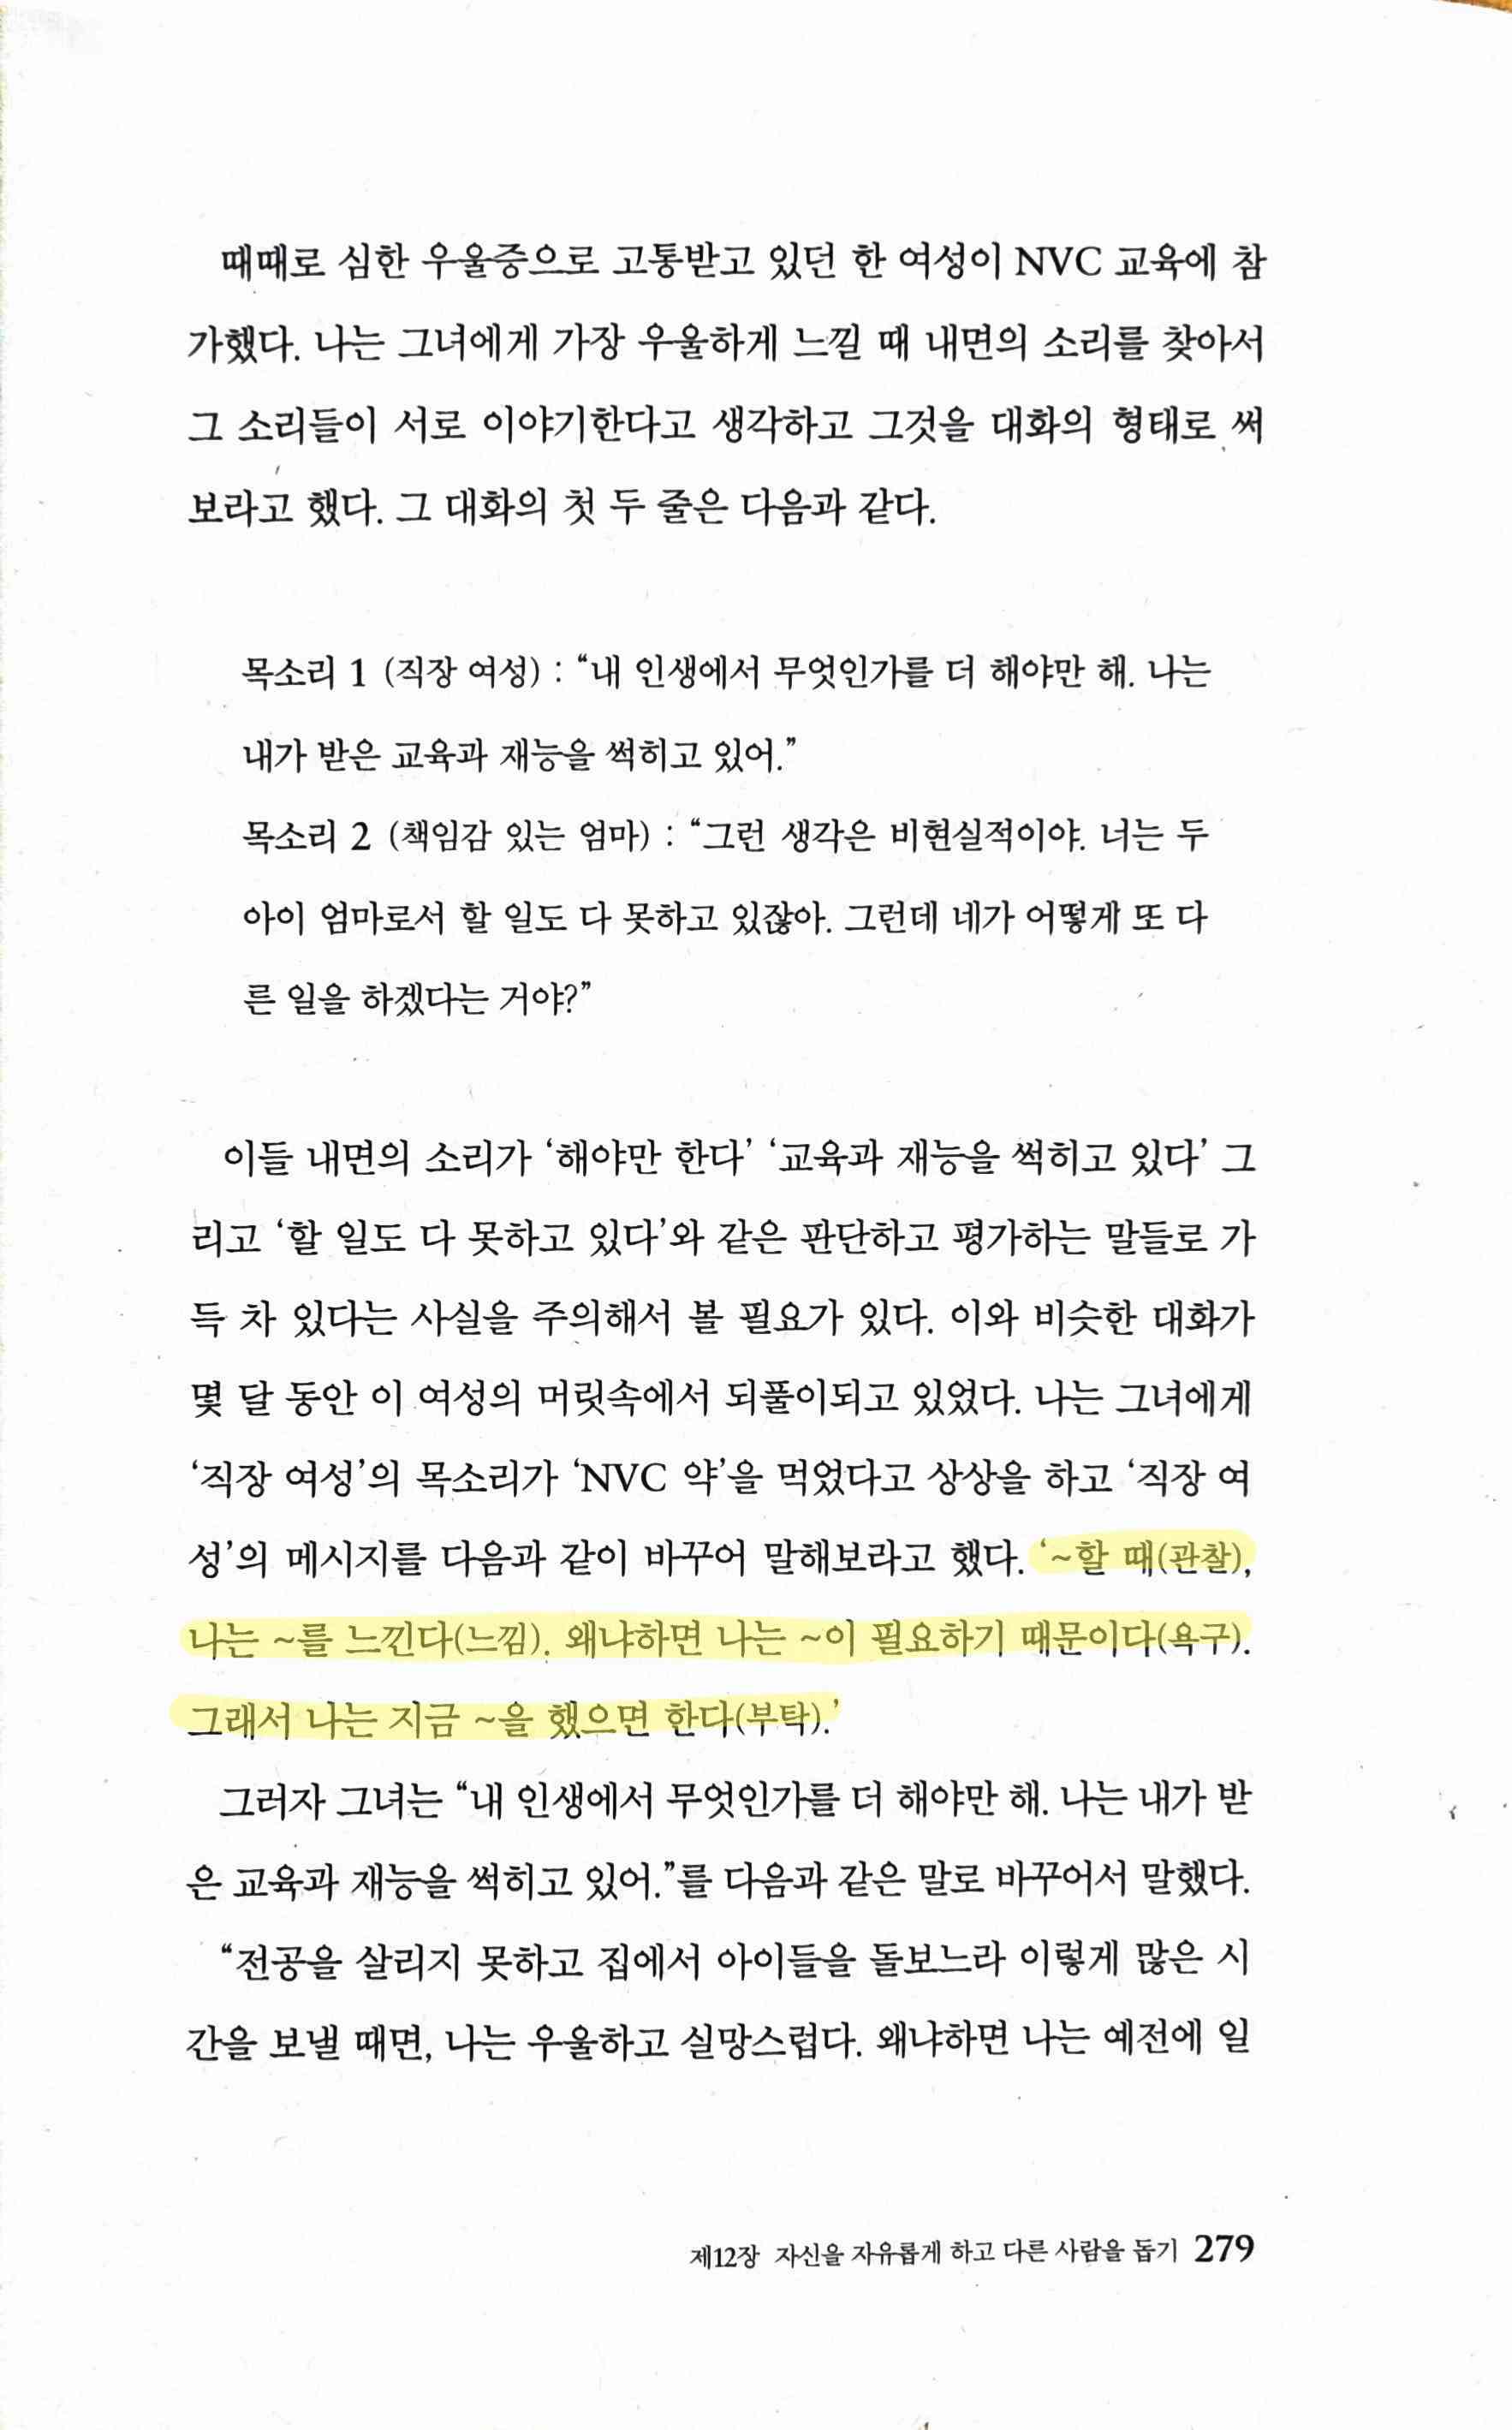 때때로 심한 우울증으로 고통받고 있던 한 여성이 NVC 교육에 참
가했다. 나는 그녀에게 가장 우울하게 느낄 때 내면의 소리를 찾아서
그 소리들이 서로 이야기한다고 생각하고 그것을 대화의 형태로 써
보라고 했다. 그 대화의 첫 두 줄은 다음과 같다.
목소리 1 (직장 여성) : “내 인생에서 무엇인가를 더 해야만 해. 나는
내가 받은 교육과 재능을 썩히고 있어.”
목소리 2 (책임감 있는 엄마) : “그런 생각은 비현실적이야. 너는 두
아이 엄마로서 할 일도 다 못하고 있잖아. 그런데 네가 어떻게 또 다
른 일을 하겠다는 거야?”
이들 내면의 소리가 ‘해야만 한다’ ‘교육과 재능을 썩히고 있다’ 그
리고 ‘할 일도 다 못하고 있다’와 같은 판단하고 평가하는 말들로 가
득 차 있다는 사실을 주의해서 볼 필요가 있다. 이와 비슷한 대화가
몇 달 동안 이 여성의 머릿속에서 되풀이되고 있었다. 나는 그녀에게
‘직장 여성’의 목소리가 ‘NVC 약’을 먹었다고 상상을 하고 ‘직장 여
성’의 메시지를 다음과 같이 바꾸어 말해보라고 했다. ‘~할 때(관찰),
나는 ~를 느낀다(느낌). 왜냐하면 나는 ~이 필요하기 때문이다(욕구).
그래서 나는 지금 ~을 했으면 한다(부탁).’
그러자 그녀는 “내 인생에서 무엇인가를 더 해야만 해. 나는 내가 받
은 교육과 재능을 썩히고 있어.”를 다음과 같은 말로 바꾸어서 말했다.
“전공을 살리지 못하고 집에서 아이들을 돌보느라 이렇게 많은 시
간을 보낼 때면, 나는 우울하고 실망스럽다. 왜냐하면 나는 예전에 일
제12장 자신을 자유롭게 하고 다른 사람을 돕기 279